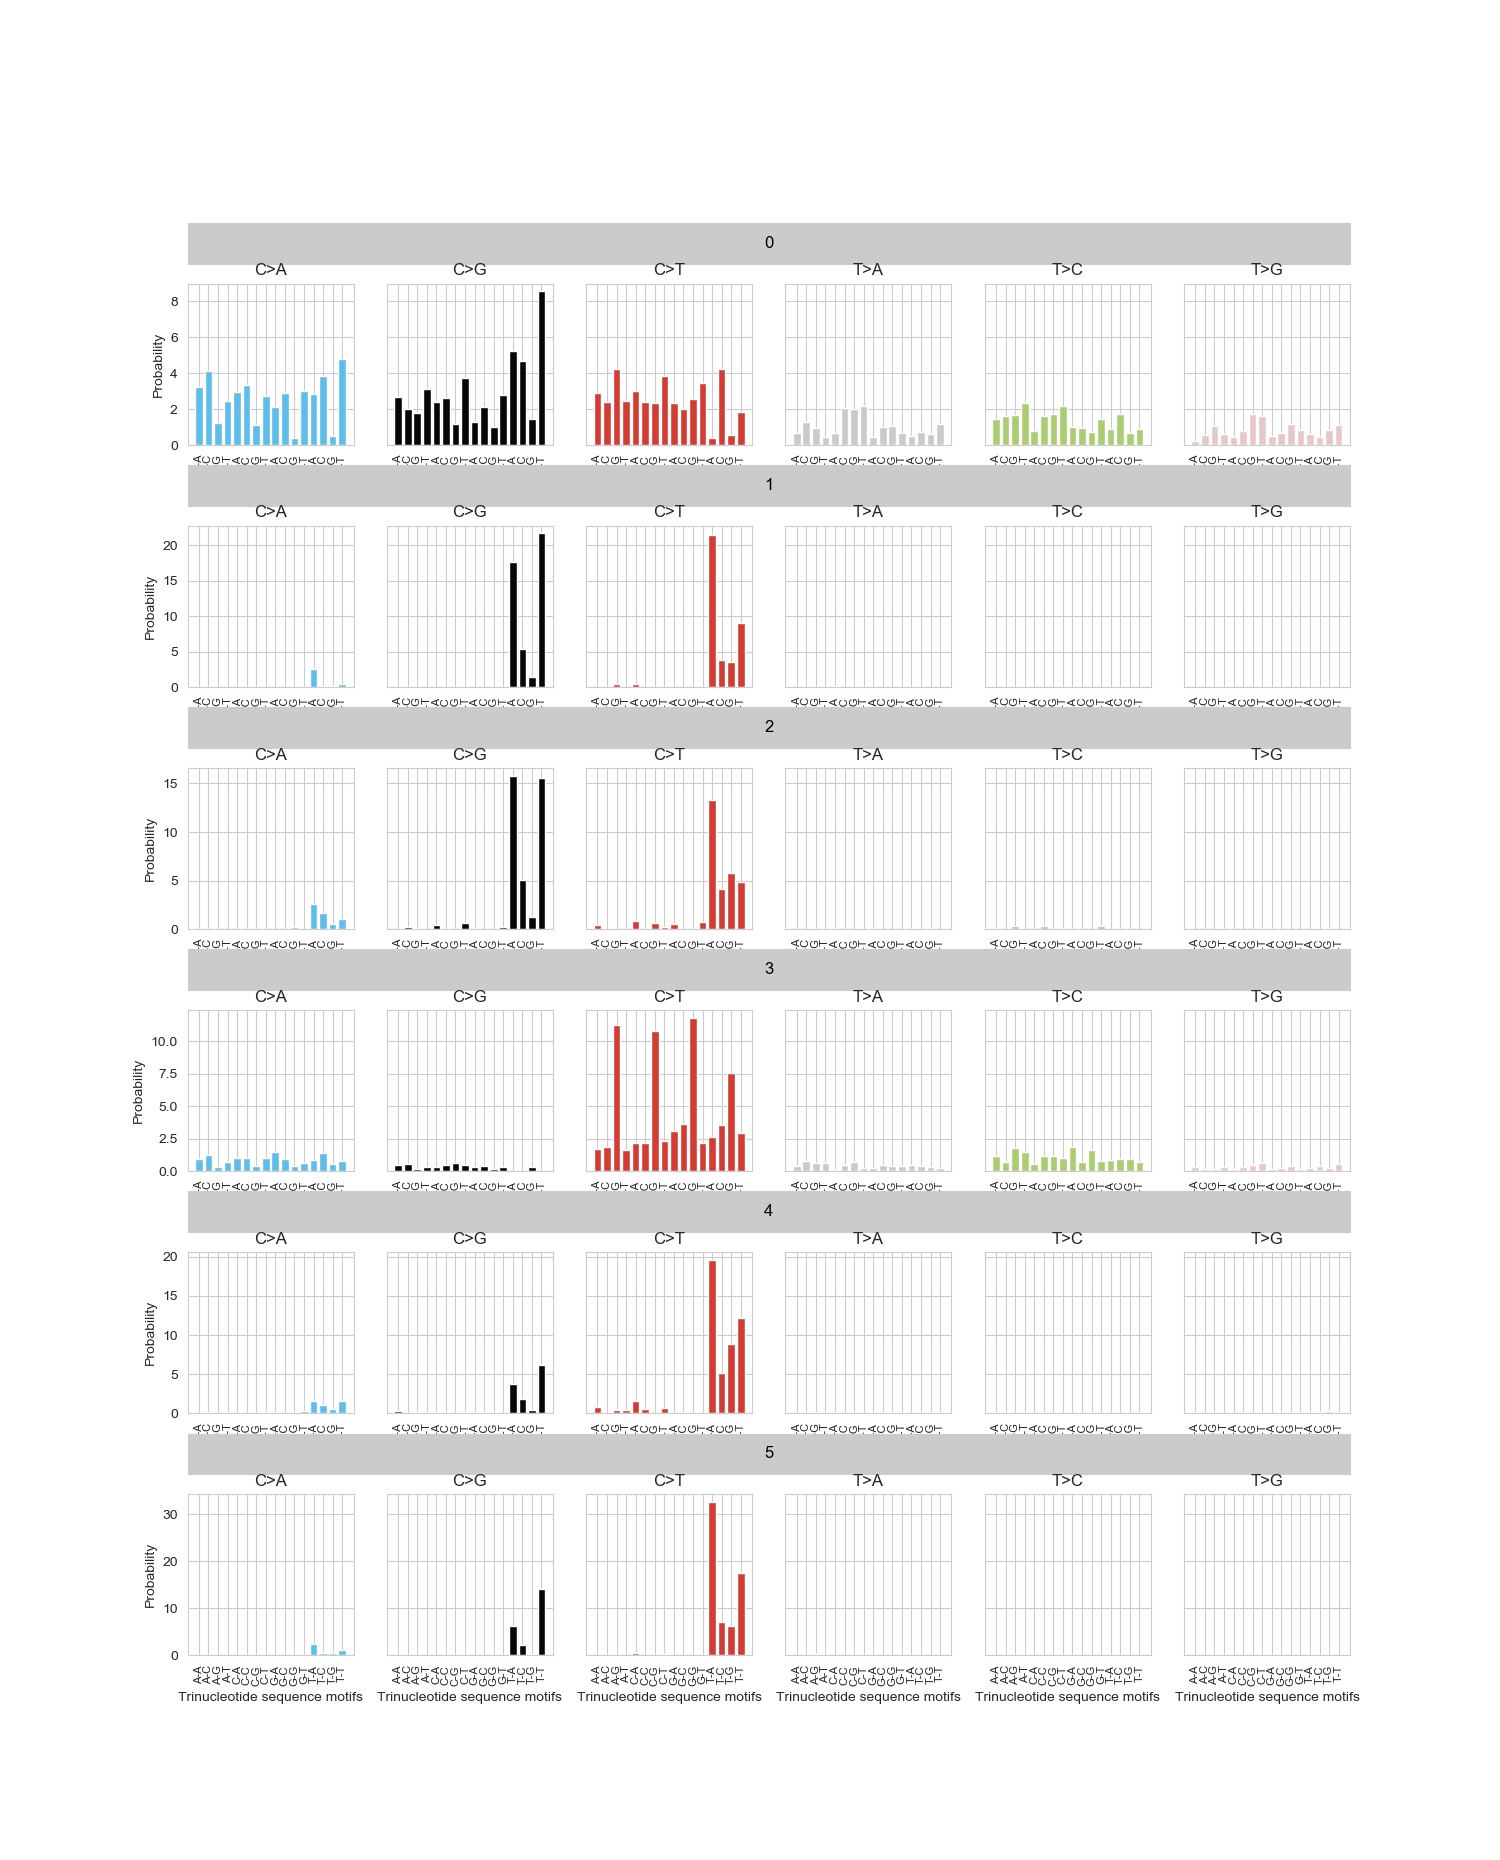 0
C>A C>G C>T T>A T>C T>G
Probability
8
6
4
2
0
-A -C -G -T -A -C -G -T -A -C -G -T -A -C -G -T
1
C>A C>G C>T T>A T>C T>G
Probability
20
15
10
5
0
2
C>A C>G C>T T>A T>C T>G
Probability
15
10
5
0
3
C>A C>G C>T T>A T>C T>G
Probability
10.0
7.5
5.0
2.5
0.0
4
C>A C>G C>T T>A T>C T>G
Probability
20
15
10
5
0
5
C>A C>G C>T T>A T>C T>G
Probability
30
20
10
0
A-A A-C A-G A-T C-A C-C C-G C-T G-A G-C G-G G-T T-A T-C T-G T-T
Trinucleotide sequence motifs Trinucleotide sequence motifs Trinucleotide sequence motifs Trinucleotide sequence motifs Trinucleotide sequence motifs Trinucleotide sequence motifs